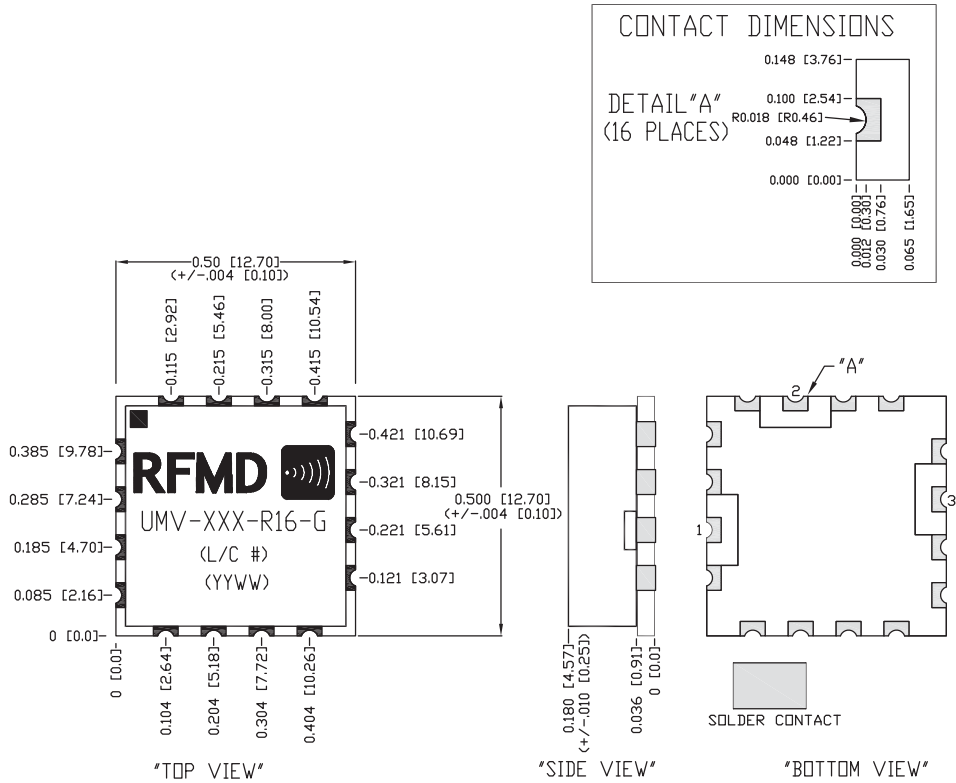 CONTACT DIMENSIONS
0.148 [3.76]
DETAIL"A"
(16 PLACES)
0.100 [2.54]
R0.018 [R0.46]
0.048 [1.22]
0.000 [0.00]
0.000 [0.00]
0.012 [0.30]
0.030 [0.76]
0.065 [1.65]
0.50 [12.70]
(+/-.004 [0.10])
0.115 [2.92]
0.215 [5.46]
0.315 [8.00]
0.415 [10.54]
0.385 [9.78]
0.285 [7.24]
0.185 [4.70]
0.085 [2.16]
0 [0.0]
RFMD
UMV-XXX-R16-G
(L/C #)
(YYWW)
0.421 [10.69]
0.321 [8.15]
0.221 [5.61]
0.121 [3.07]
0.500 [12.70]
(+/-.004 [0.10])
0 [0.0]
0.104 [2.64]
0.204 [5.18]
0.304 [7.72]
0.404 [10.26]
"TOP VIEW"
0.180 [4.57]
(+/-.010 [0.25])
0.036 [0.91]
0 [0.0]
"SIDE VIEW"
"A"
2
1
3
SOLDER CONTACT
"BOTTOM VIEW"